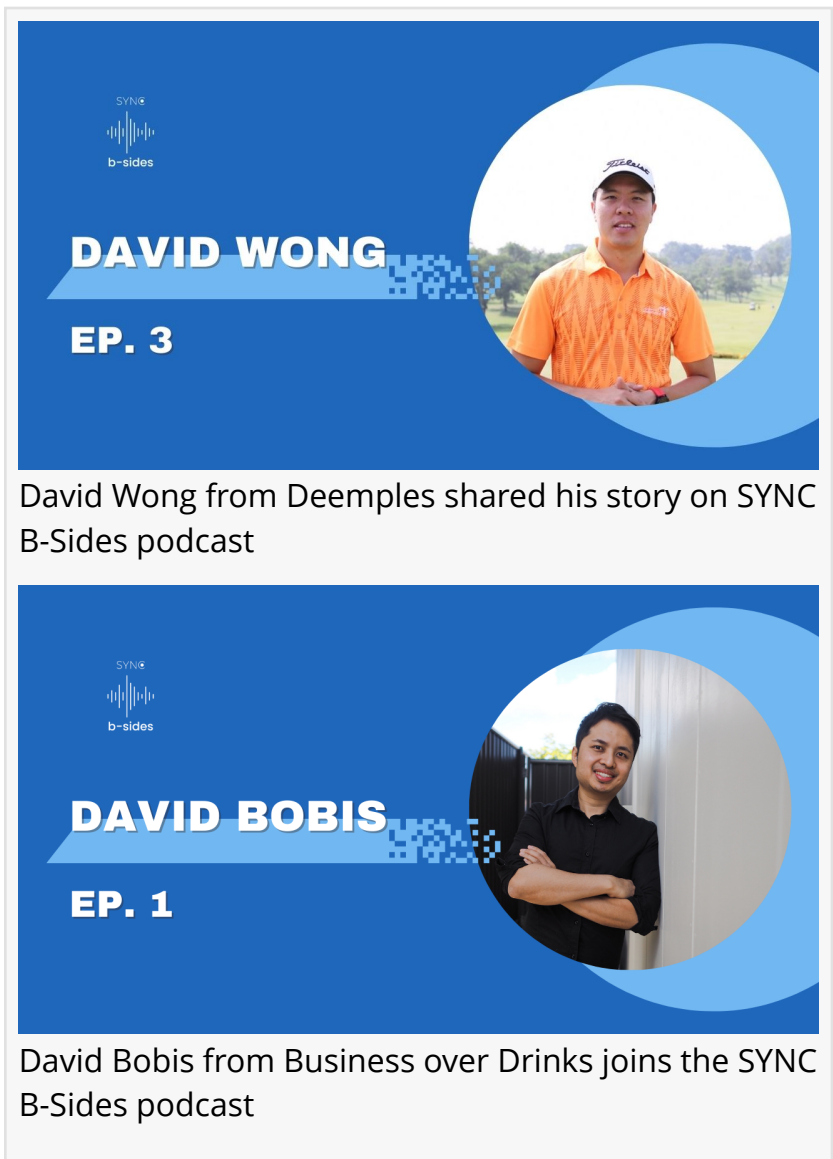 SYNC
b-sides
DAVID WONG
EP. 3
Titleist
David Wong from Deemples shared his story on SYNC
B-Sides podcast
SYNC
b-sides
DAVID BOBIS
EP. 1
David Bobis from Business over Drinks joins the SYNC
B-Sides podcast